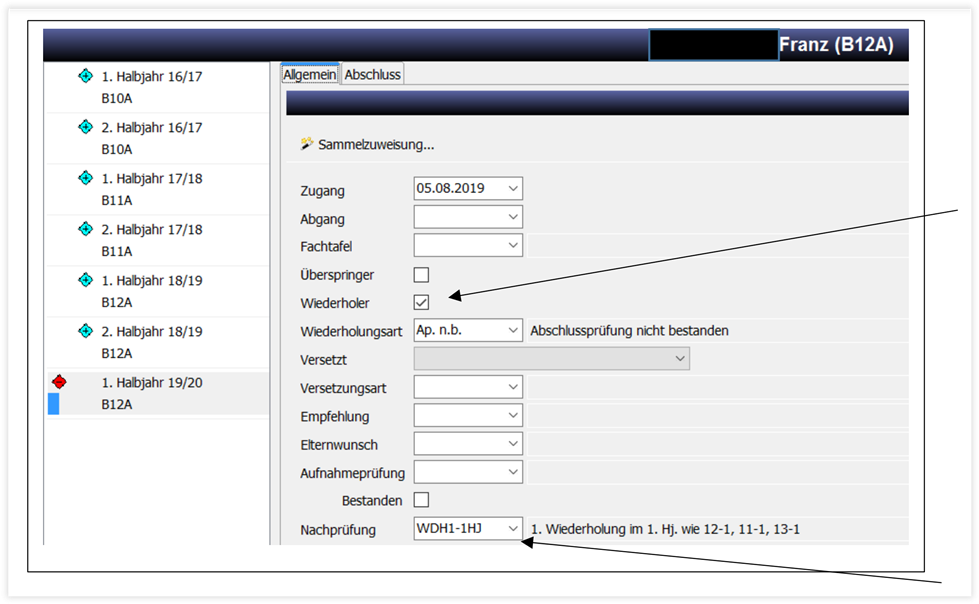 Franz (B12A)
1. Halbjahr 16/17
B10A
2. Halbjahr 16/17
B10A
1. Halbjahr 17/18
B11A
2. Halbjahr 17/18
B11A
1. Halbjahr 18/19
B12A
2. Halbjahr 18/19
B12A
1. Halbjahr 19/20
B12A
Allgemein Abschluss
Sammelzuweisung...
Zugang 05.08.2019
Abgang
Fachtafel
Überspringer
Wiederholer
Wiederholungsart Ap. n.b. Abschlussprüfung nicht bestanden
Versetzt
Versetzungsart
Empfehlung
Elternwunsch
Aufnahmeprüfung
Bestanden
Nachprüfung WDH1-1HJ 1. Wiederholung im 1. Hj. wie 12-1, 11-1, 13-1